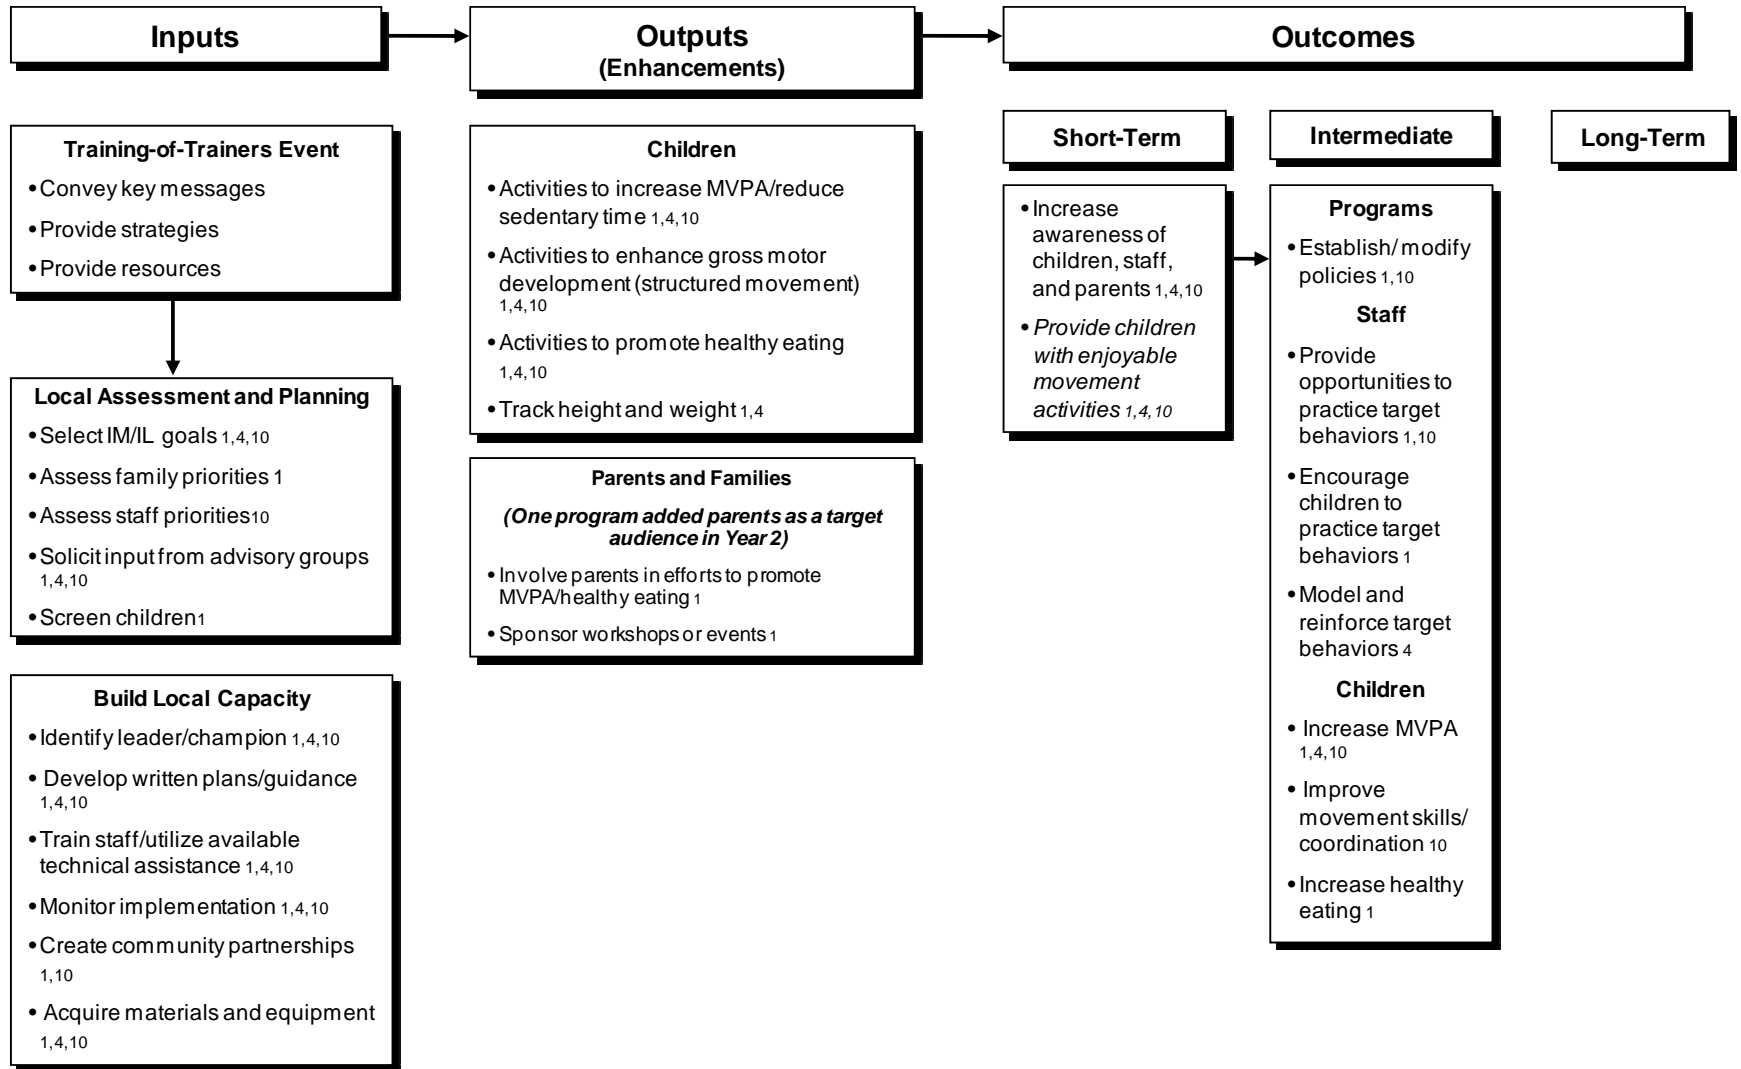 Inputs
Outputs
(Enhancements)
Outcomes
Training-of-Trainers Event
•Convey key messages
•Provide strategies
•Provide resources
Local Assessment and Planning
•Select IM/IL goals 1,4,10
•Assess family priorities 1
•Assess staff priorities10
•Solicit input from advisory groups
1,4,10
•Screen children1
Build Local Capacity
•Identify leader/champion 1,4,10
• Develop written plans/guidance
1,4,10
•Train staff/utilize available
technical assistance 1,4,10
•Monitor implementation 1,4,10
•Create community partnerships
1,10
• Acquire materials and equipment
1,4,10
Children
•Activities to increase MVPA/reduce
sedentary time 1,4,10
•Activities to enhance gross motor
development (structured movement)
1,4,10
•Activities to promote healthy eating
1,4,10
•Track height and weight 1,4
Parents and Families
(One program added parents as a target
audience in Year 2)
•Involve parents in efforts to promote
MVPA/healthy eating 1
•Sponsor workshops or events 1
Short-Term
•Increase
awareness of
children, staff,
and parents 1,4,10
•Provide children
with enjoyable
movement
activities 1,4,10
Intermediate
Programs
•Establish/ modify
policies 1,10
Staff
•Provide
opportunities to
practice target
behaviors 1,10
•Encourage
children to
practice target
behaviors 1
•Model and
reinforce target
behaviors 4
Children
• Increase MVPA
1,4,10
• Improve
movement skills/
coordination 10
•Increase healthy
eating 1
Long-Term